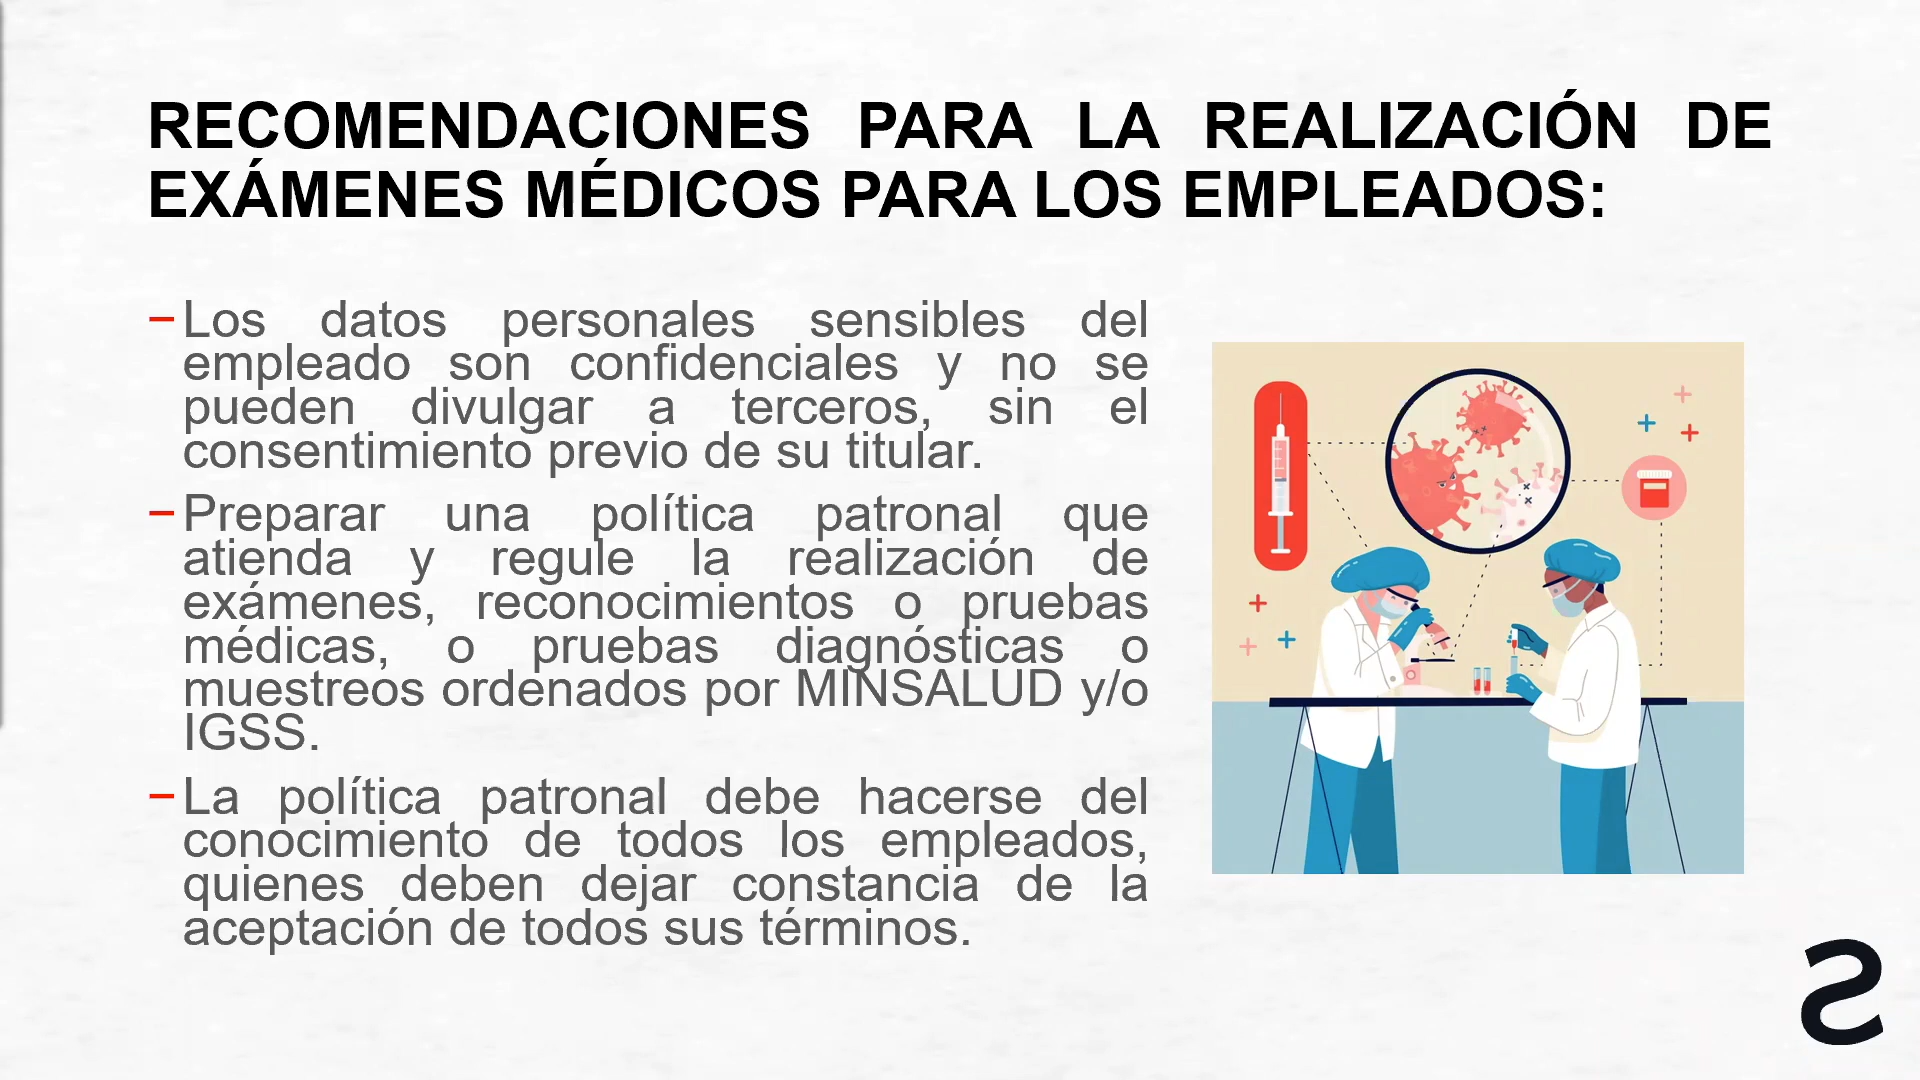 RECOMENDACIONES PARA LA REALIZACIÓN DE
EXÁMENES MÉDICOS PARA LOS EMPLEADOS:
– Los datos personales sensibles del
empleado son confidenciales y no se
pueden divulgar a terceros, sin el
consentimiento previo de su titular.
– Preparar una política patronal que
atienda y regule la realización de
exámenes, reconocimientos o pruebas
médicas, o pruebas diagnósticas o
muestreos ordenados por MINSALUD y/o
IGSS.
– La política patronal debe hacerse del
conocimiento de todos los empleados,
quienes deben dejar constancia de la
aceptación de todos sus términos.